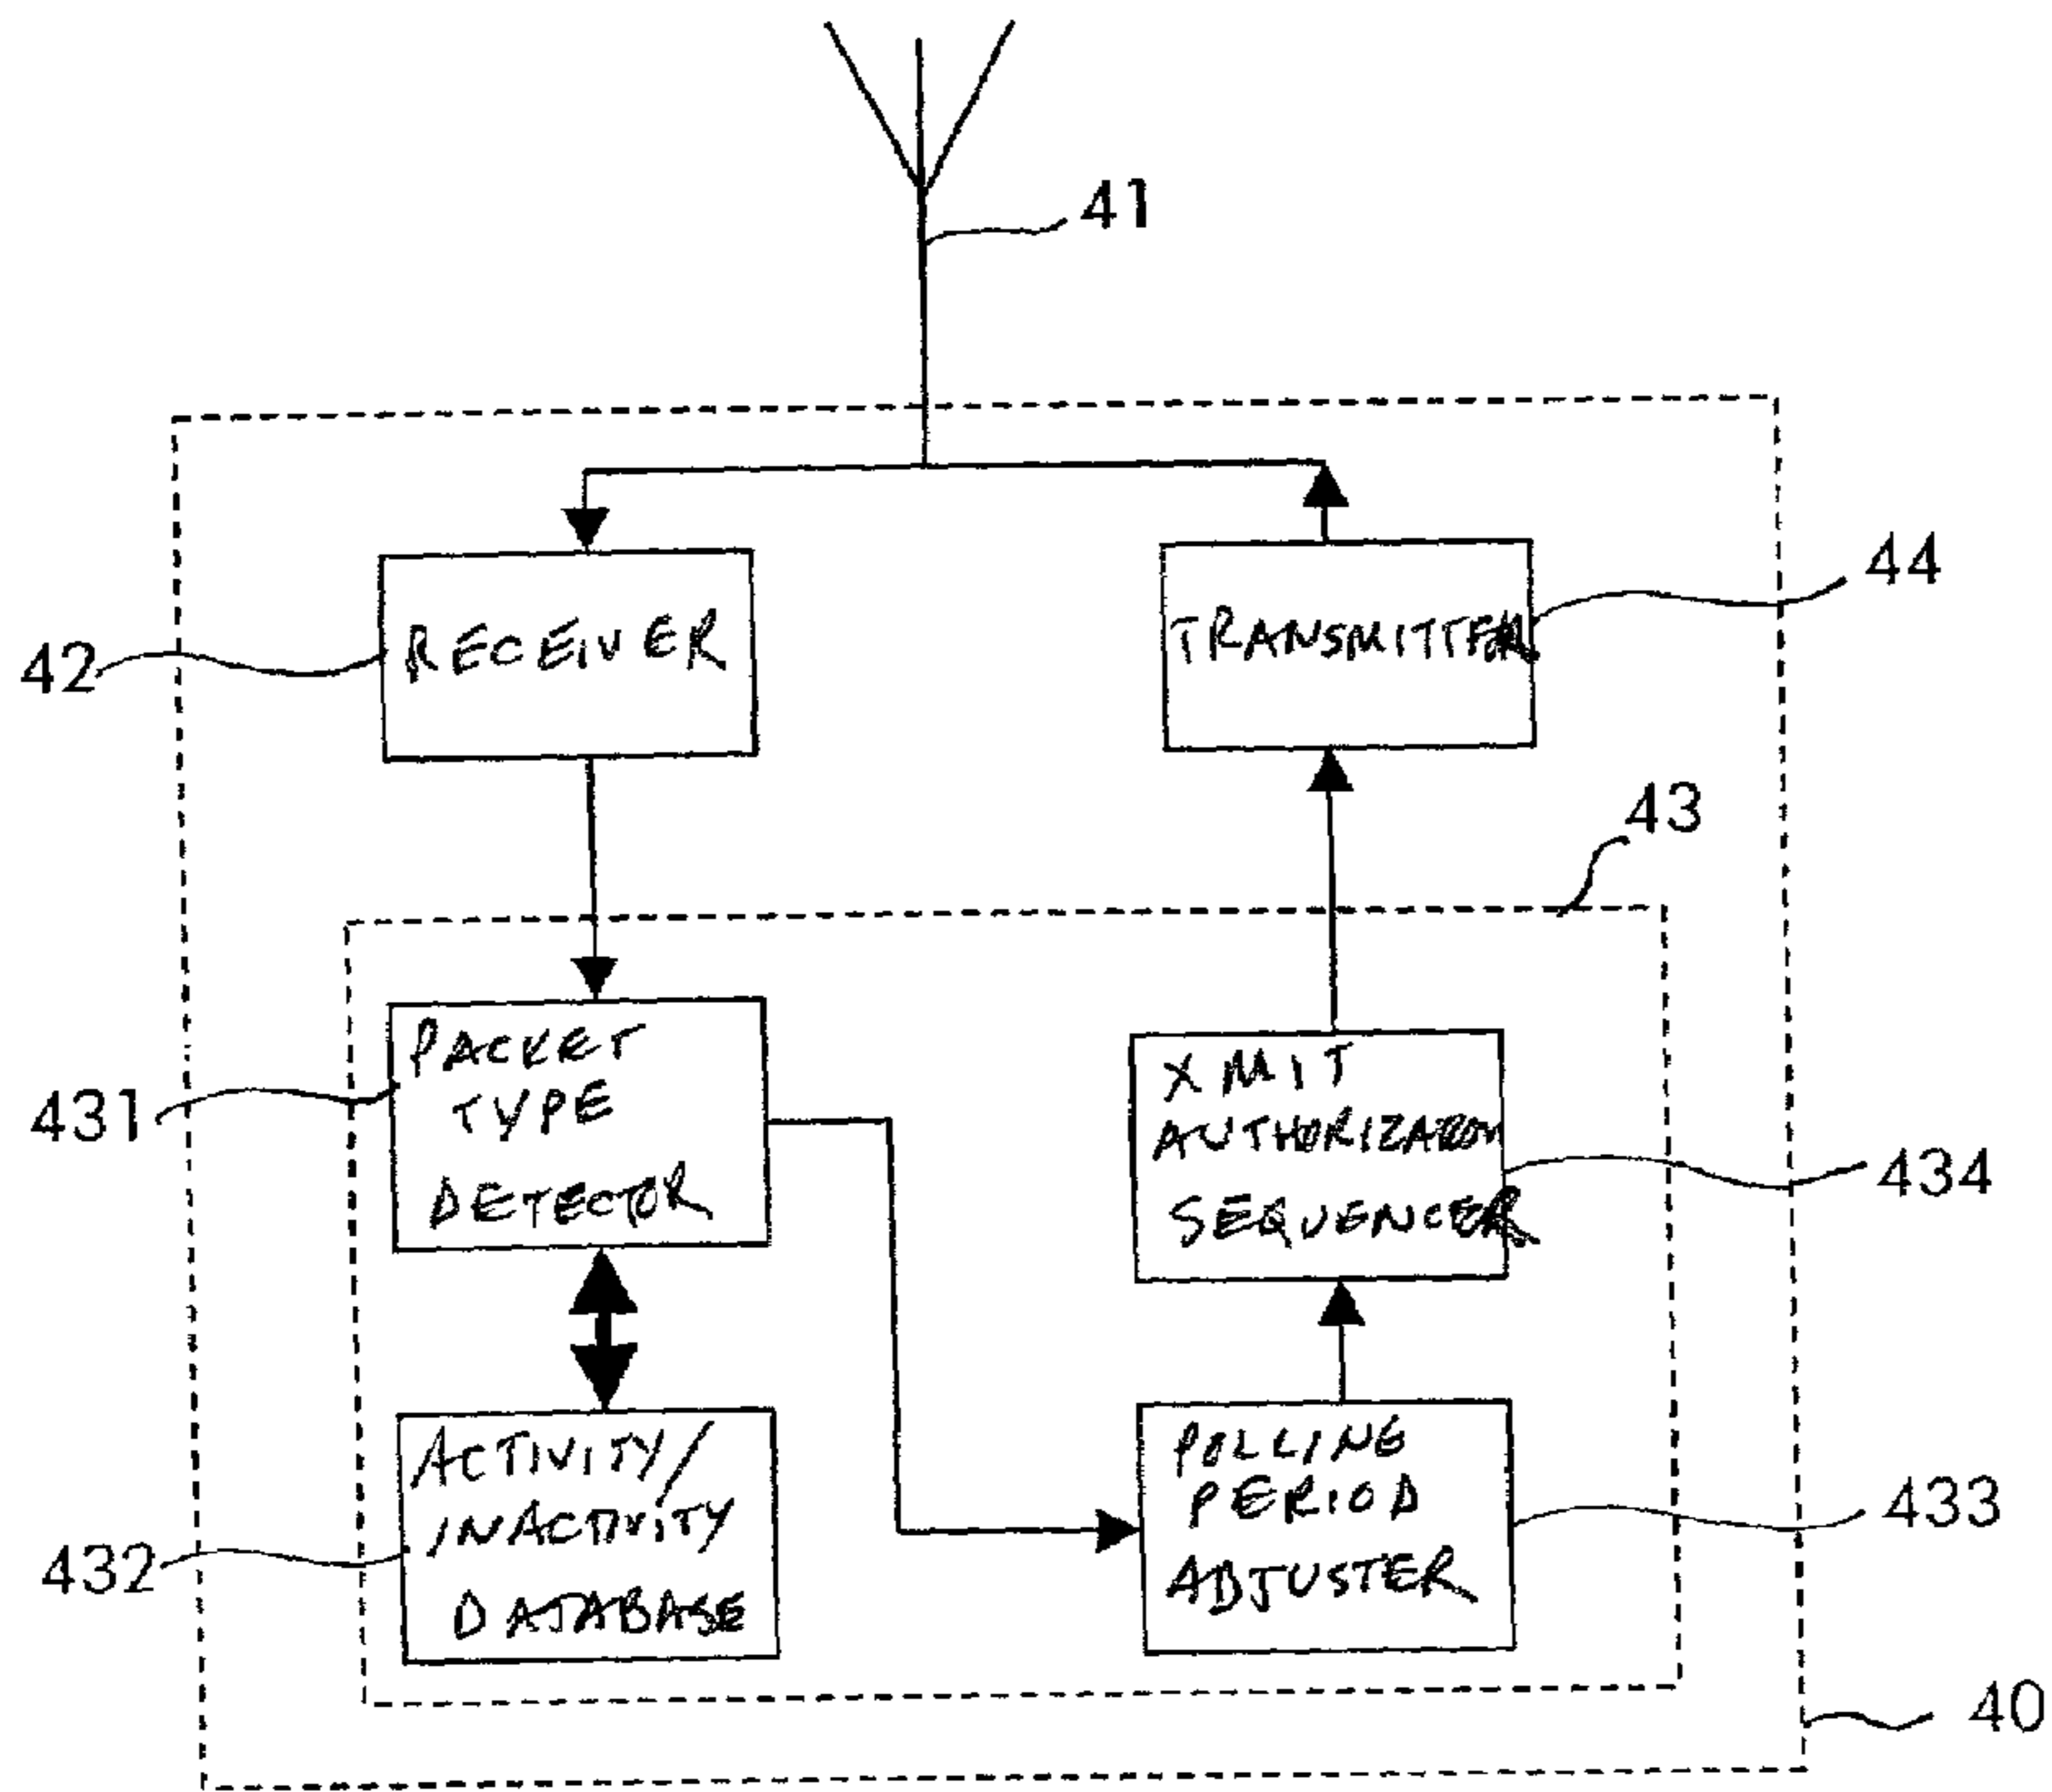 41
RECEIVER
42
TRANSMITTER
44
43
PACKET
TYPE
DETECTOR
431
XMIT
AUTHORIZATION
SEQUENCER
434
ACTIVITY/
INACTIVITY
DATABASE
432
POLLING
PERIOD
ADJUSTER
433
40